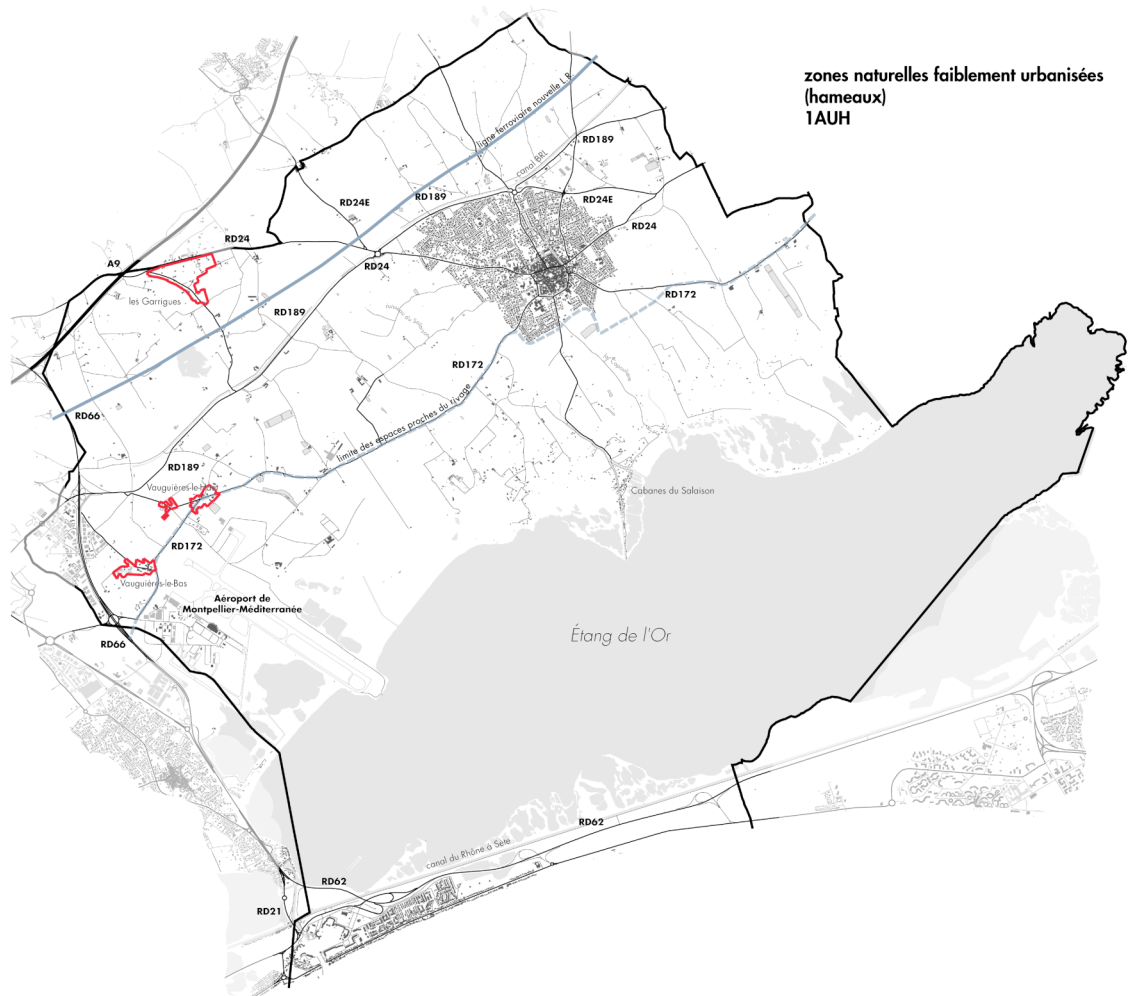 zones naturelles faiblement urbanisées
(hameaux)
1AUH
ligne ferroviaire nouvelle L.R.
RD189
canal BRL
RD24E
RD189
RD24E
RD24
RD24
A9
RD24
les Garrigues
RD189
RD172
RD172
limite des espaces proches du rivage
RD66
RD189
Vauguières-le-Haut
Cabanes du Salaison
RD172
Vauguières-le-Bas
Aéroport de
Montpellier-Méditerranée
Étang de l'Or
RD66
RD62
canal du Rhône à Sète
RD62
RD21